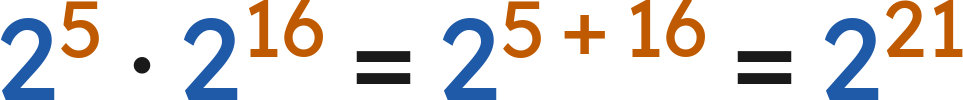 2⁵ · 2¹⁶ = 2⁵ ⁺ ¹⁶ = 2²¹